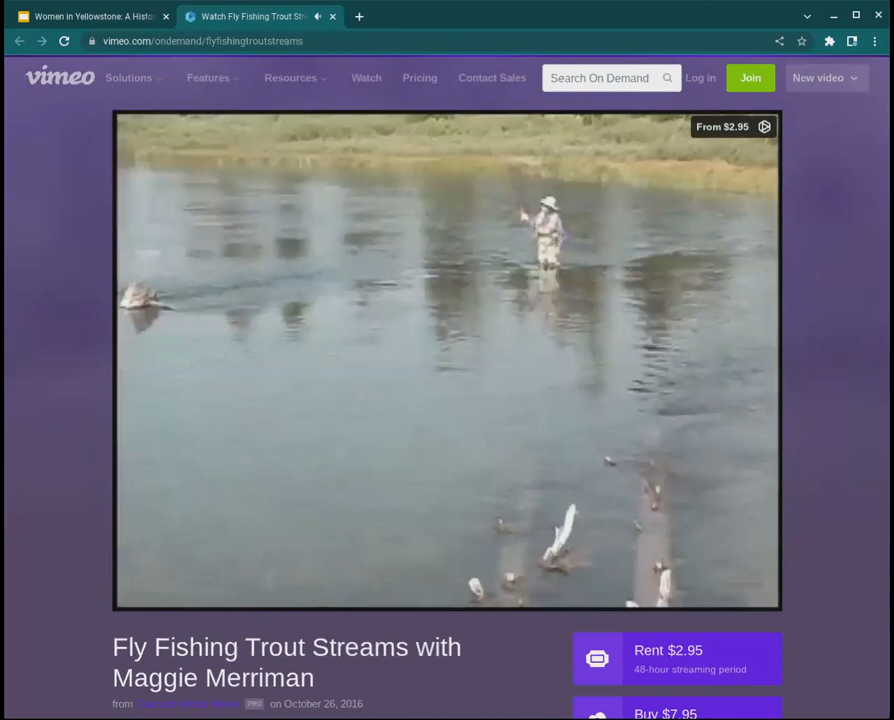 Women in Yellowstone: A Histo
Watch Fly Fishing Trout Str
vimeo.com/ondemand/flyfishingtroutstreams
vimeo
Solutions
Features
Resources
Watch
Pricing
Contact Sales
Search On Demand
Log in
Join
New video
From $2.95
Fly Fishing Trout Streams with
Maggie Merriman
from
PRO
on October 26, 2016
Rent $2.95
48-hour streaming period
Buy $7.95